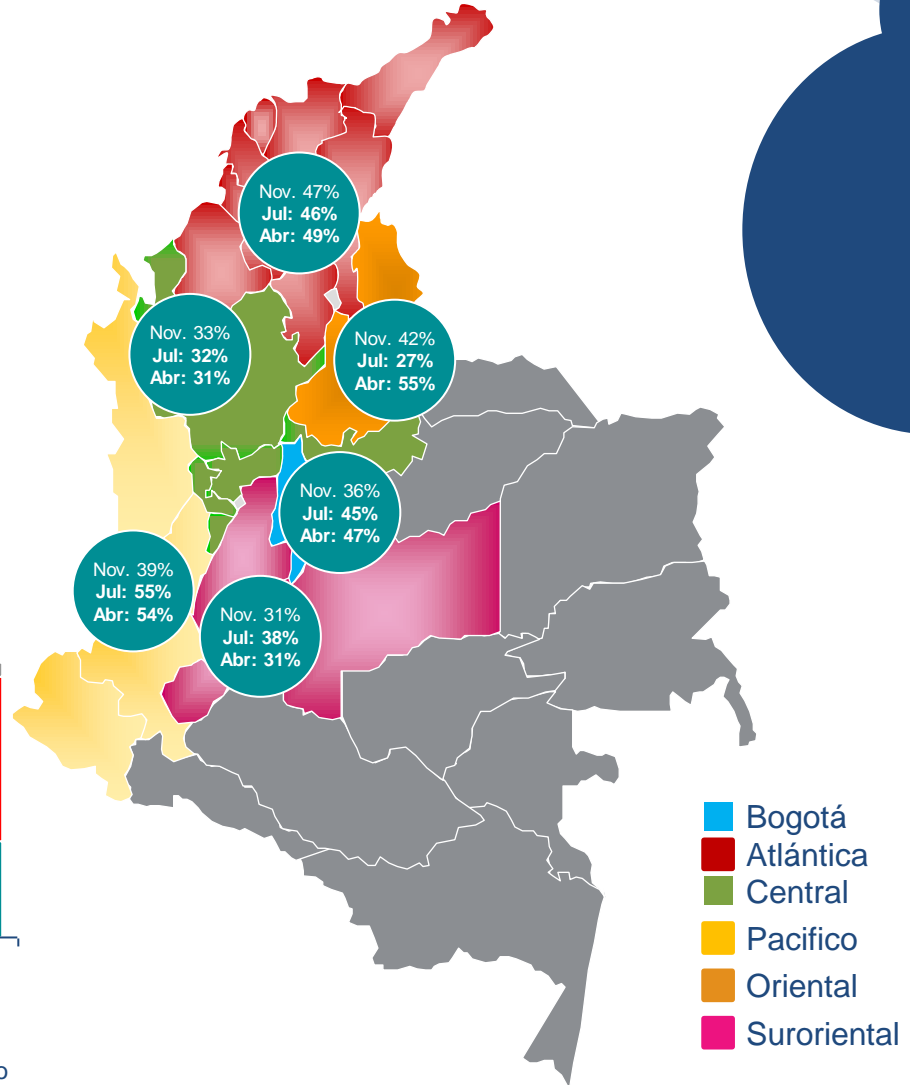 Nov. 47%
Jul: 46%
Abr: 49%
Nov. 33%
Jul: 32%
Abr: 31%
Nov. 42%
Jul: 27%
Abr: 55%
Nov. 36%
Jul: 45%
Abr: 47%
Nov. 39%
Jul: 55%
Abr: 54%
Nov. 31%
Jul: 38%
Abr: 31%
Bogotá
Atlántica
Central
Pacifico
Oriental
Suroriental
o